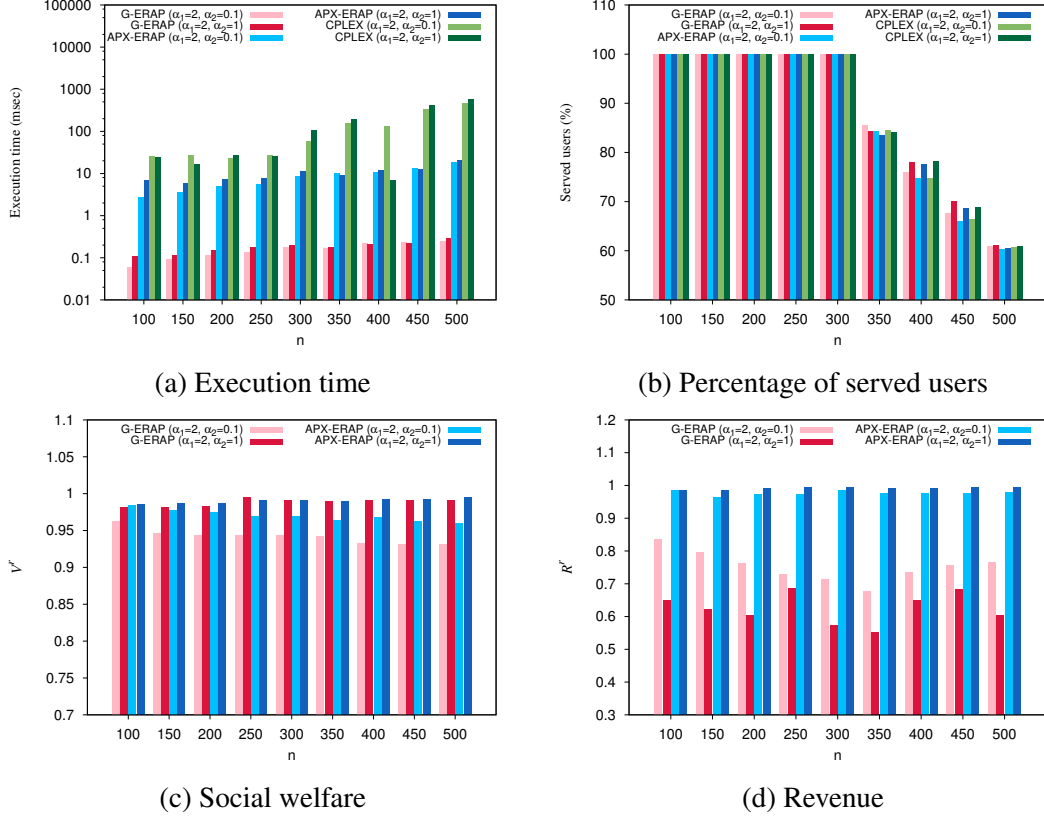 G-ERAP (α₁=2, α₂=0.1)
G-ERAP (α₁=2, α₂=1)
APX-ERAP (α₁=2, α₂=0.1)
APX-ERAP (α₁=2, α₂=1)
CPLEX (α₁=2, α₂=0.1)
CPLEX (α₁=2, α₂=1)
100000
10000
1000
100
10
1
0.1
0.01
Execution time (msec)
100 150 200 250 300 350 400 450 500
n
(a) Execution time
G-ERAP (α₁=2, α₂=0.1)
G-ERAP (α₁=2, α₂=1)
APX-ERAP (α₁=2, α₂=0.1)
APX-ERAP (α₁=2, α₂=1)
CPLEX (α₁=2, α₂=0.1)
CPLEX (α₁=2, α₂=1)
110
100
90
80
70
60
50
Served users (%)
100 150 200 250 300 350 400 450 500
n
(b) Percentage of served users
G-ERAP (α₁=2, α₂=0.1)
G-ERAP (α₁=2, α₂=1)
APX-ERAP (α₁=2, α₂=0.1)
APX-ERAP (α₁=2, α₂=1)
1.1
1.05
1
0.95
0.9
0.85
0.8
0.75
0.7
Vʳ
100 150 200 250 300 350 400 450 500
n
(c) Social welfare
G-ERAP (α₁=2, α₂=0.1)
G-ERAP (α₁=2, α₂=1)
APX-ERAP (α₁=2, α₂=0.1)
APX-ERAP (α₁=2, α₂=1)
1.2
1.1
1
0.9
0.8
0.7
0.6
0.5
0.4
0.3
Rʳ
100 150 200 250 300 350 400 450 500
n
(d) Revenue